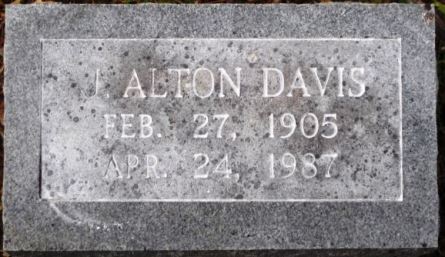 J. ALTON DAVIS
FEB. 27, 1905
APR. 24, 1987